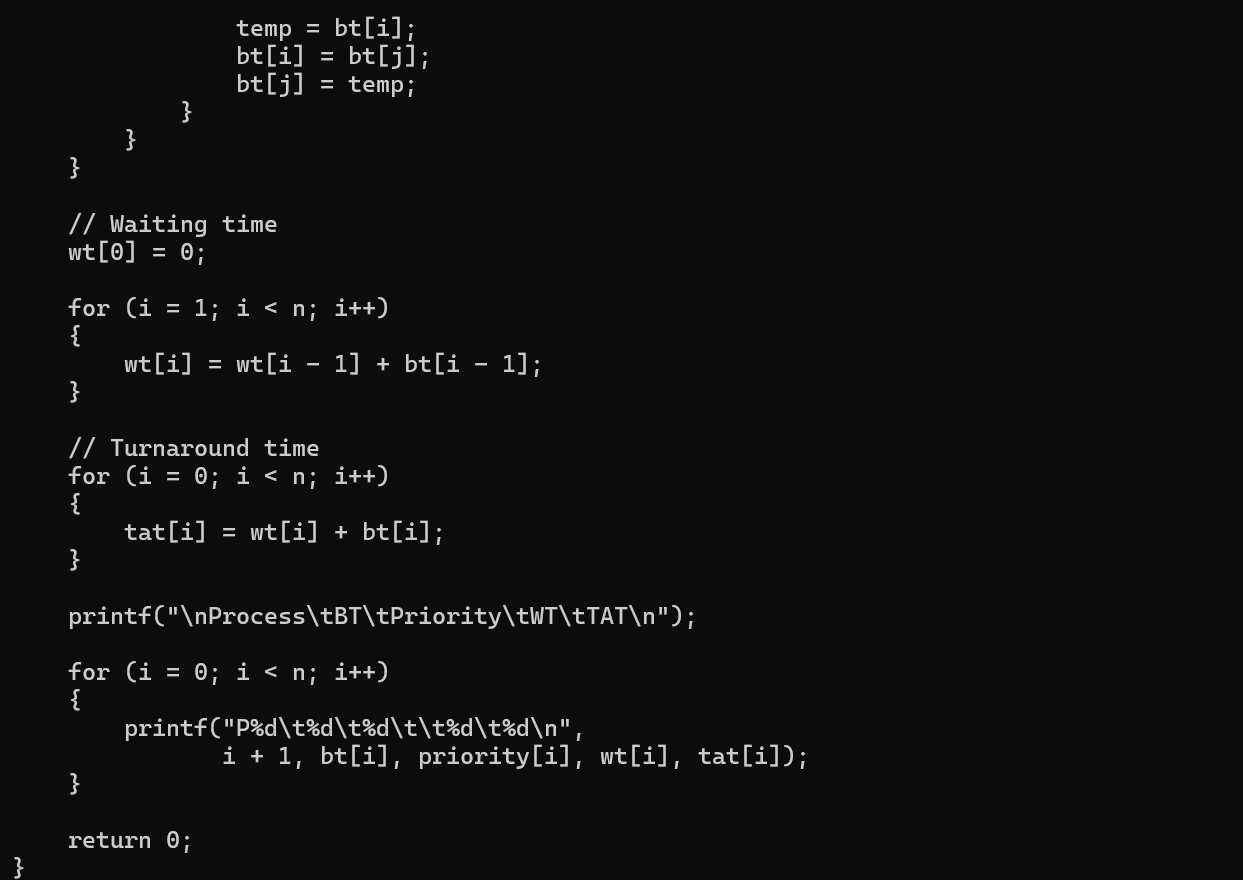 temp = bt[i];
                bt[i] = bt[j];
                bt[j] = temp;
            }
        }
    }

    // Waiting time
    wt[0] = 0;

    for (i = 1; i < n; i++)
    {
        wt[i] = wt[i - 1] + bt[i - 1];
    }

    // Turnaround time
    for (i = 0; i < n; i++)
    {
        tat[i] = wt[i] + bt[i];
    }

    printf("\nProcess\tBT\tPriority\tWT\tTAT\n");

    for (i = 0; i < n; i++)
    {
        printf("P%d\t%d\t%d\t\t%d\t%d\n",
               i + 1, bt[i], priority[i], wt[i], tat[i]);
    }

    return 0;
}